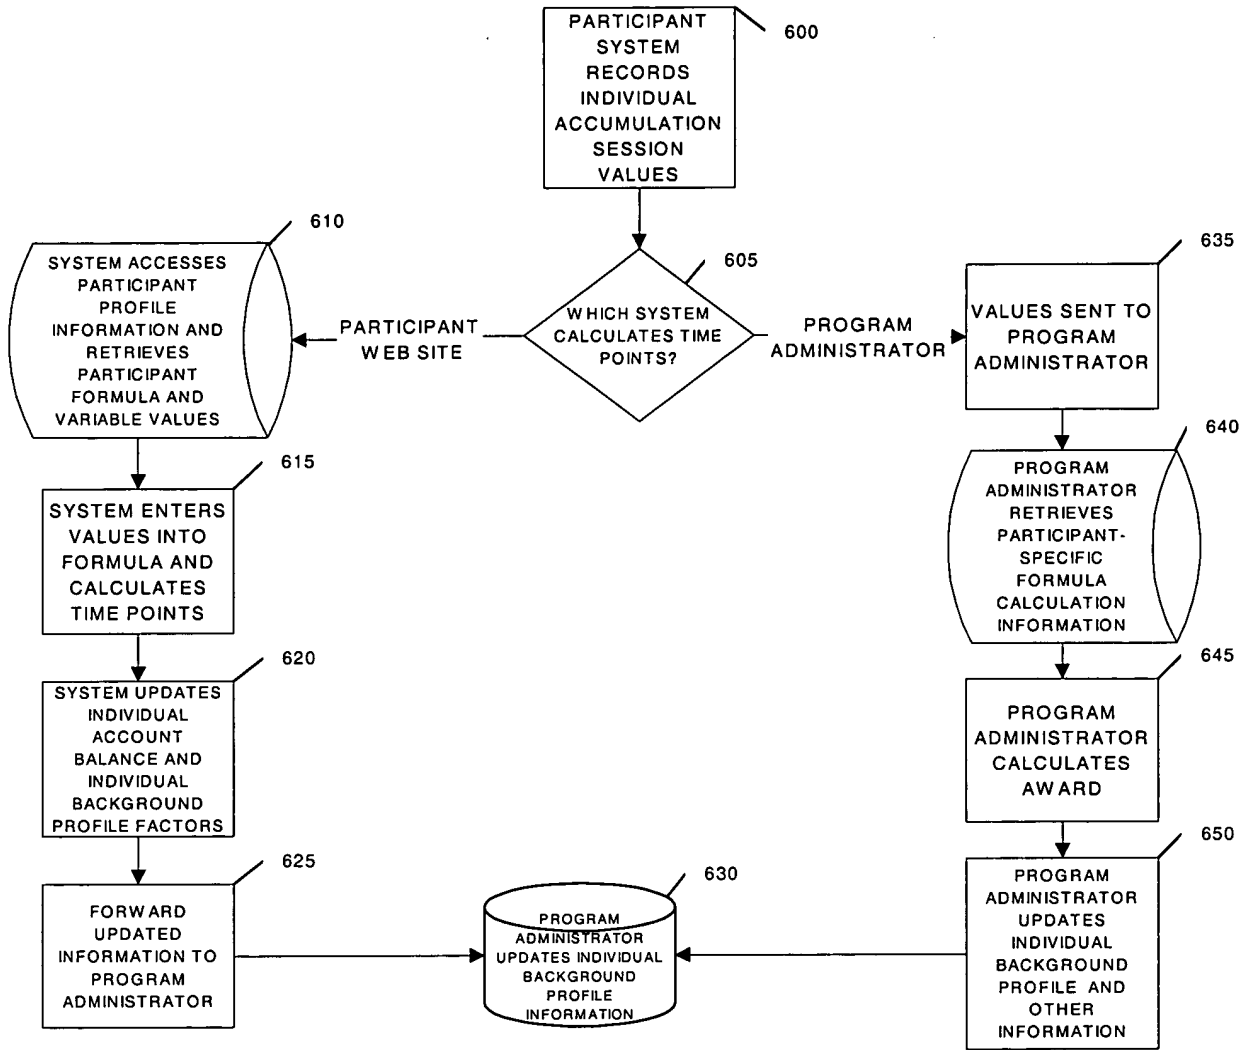 PARTICIPANT
SYSTEM
RECORDS
INDIVIDUAL
ACCUMULATION
SESSION
VALUES
600
605
WHICH SYSTEM
CALCULATES TIME
POINTS?
PARTICIPANT
WEB SITE
PROGRAM
ADMINISTRATOR
610
SYSTEM ACCESSES
PARTICIPANT
PROFILE
INFORMATION AND
RETRIEVES
PARTICIPANT
FORMULA AND
VARIABLE VALUES
615
SYSTEM ENTERS
VALUES INTO
FORMULA AND
CALCULATES
TIME POINTS
620
SYSTEM UPDATES
INDIVIDUAL
ACCOUNT
BALANCE AND
INDIVIDUAL
BACKGROUND
PROFILE FACTORS
625
FORWARD
UPDATED
INFORMATION TO
PROGRAM
ADMINISTRATOR
630
PROGRAM
ADMINISTRATOR
UPDATES INDIVIDUAL
BACKGROUND
PROFILE
INFORMATION
635
VALUES SENT TO
PROGRAM
ADMINISTRATOR
640
PROGRAM
ADMINISTRATOR
RETRIEVES
PARTICIPANT-
SPECIFIC
FORMULA
CALCULATION
INFORMATION
645
PROGRAM
ADMINISTRATOR
CALCULATES
AWARD
650
PROGRAM
ADMINISTRATOR
UPDATES
INDIVIDUAL
BACKGROUND
PROFILE AND
OTHER
INFORMATION